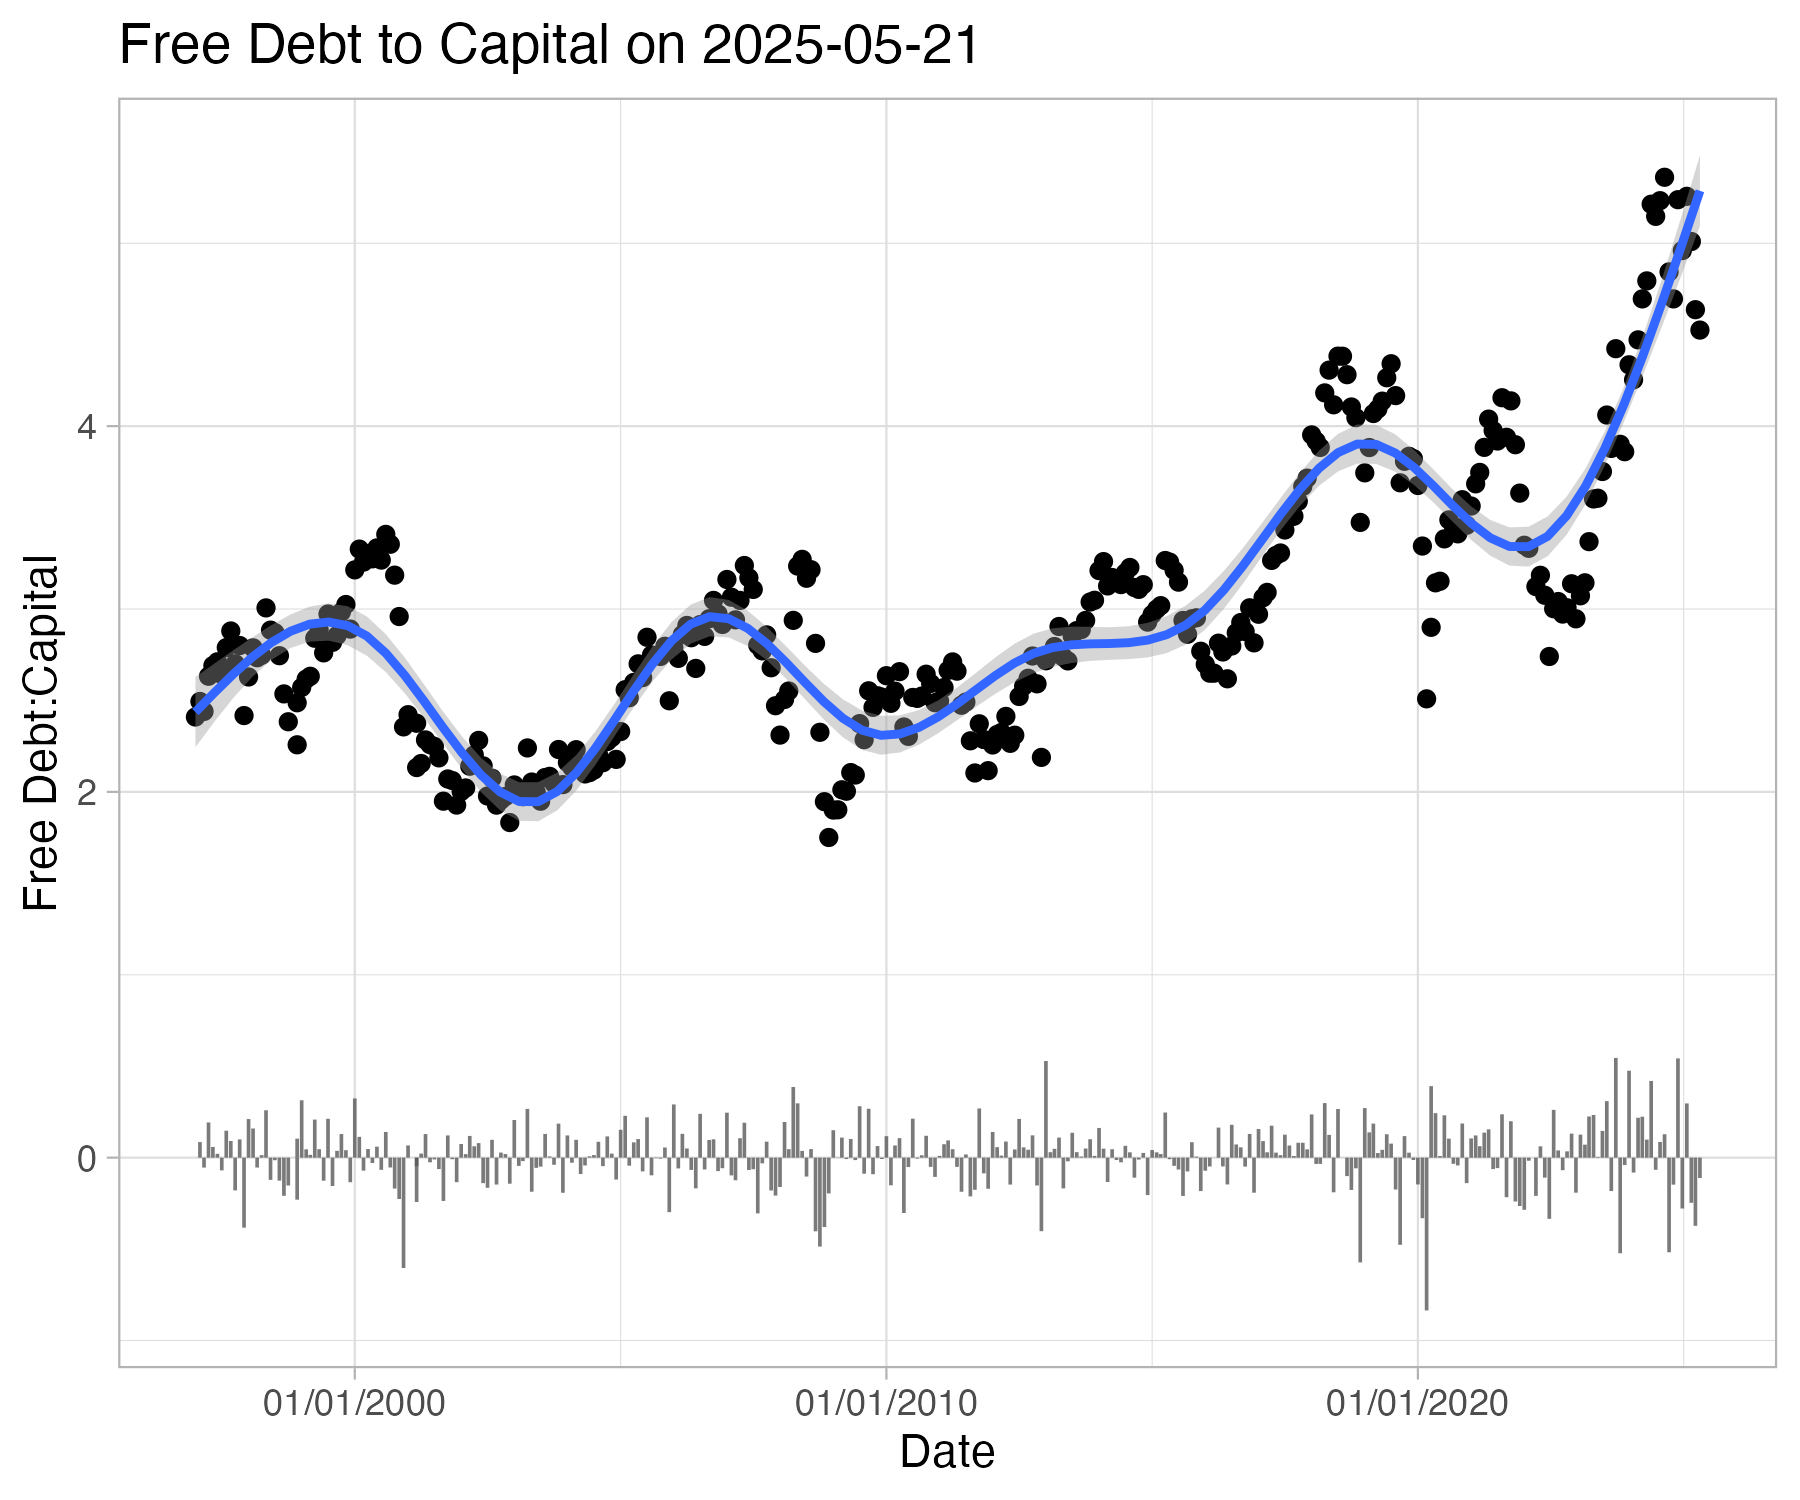 Free Debt to Capital on 2025-05-21
Free Debt:Capital
4
2
0
01/01/2000
01/01/2010
01/01/2020
Date